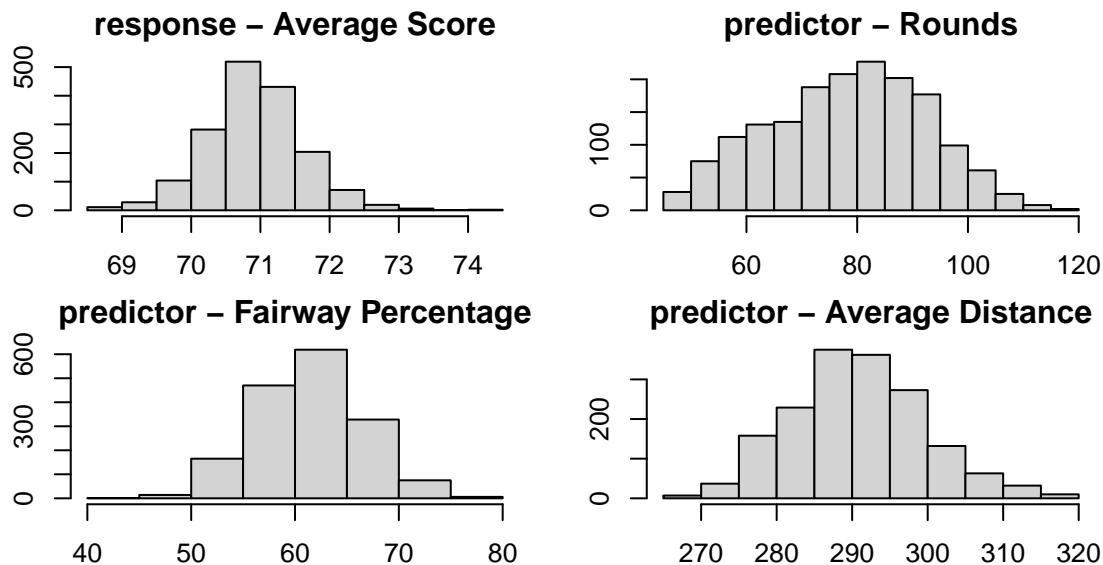 response – Average Score
500
200
0
69 70 71 72 73 74
predictor – Rounds
100
0
60 80 100 120
predictor – Fairway Percentage
600
300
0
40 50 60 70 80
predictor – Average Distance
200
0
270 280 290 300 310 320